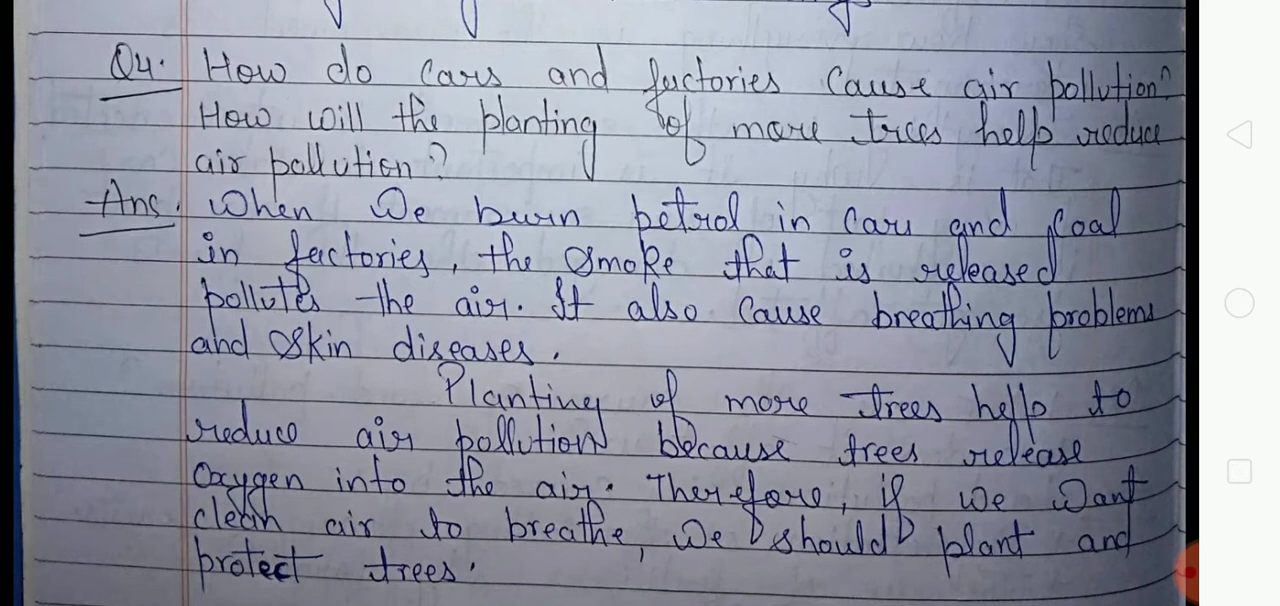 Q4. How do cars and factories cause air pollution?
How will the planting of more trees help reduce
air pollution?
Ans. When we burn petrol in cars and coal
in factories, the smoke that is released
pollutes the air. It also cause breathing problems
and skin diseases.
Planting of more trees help to
reduce air pollution because trees release
oxygen into the air. Therefore, if we want
clean air to breathe, we should plant and
protect trees.